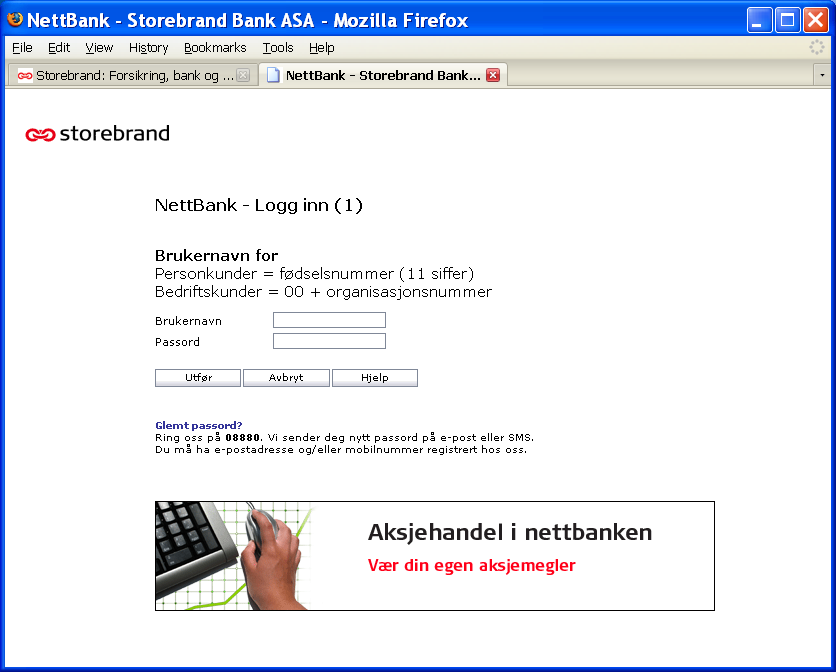 NettBank - Storebrand Bank ASA - Mozilla Firefox
File Edit View History Bookmarks Tools Help
Storebrand: Forsikring, bank og ... NettBank - Storebrand Bank...
storebrand
NettBank - Logg inn (1)
Brukernavn for
Personkunder = fødselsnummer (11 siffer)
Bedriftskunder = 00 + organisasjonsnummer
Brukernavn
Passord
Utfør Avbryt Hjelp
Glemt passord?
Ring oss på 08880. Vi sender deg nytt passord på e-post eller SMS.
Du må ha e-postadresse og/eller mobilnummer registrert hos oss.
Aksjehandel i nettbanken
Vær din egen aksjemegler